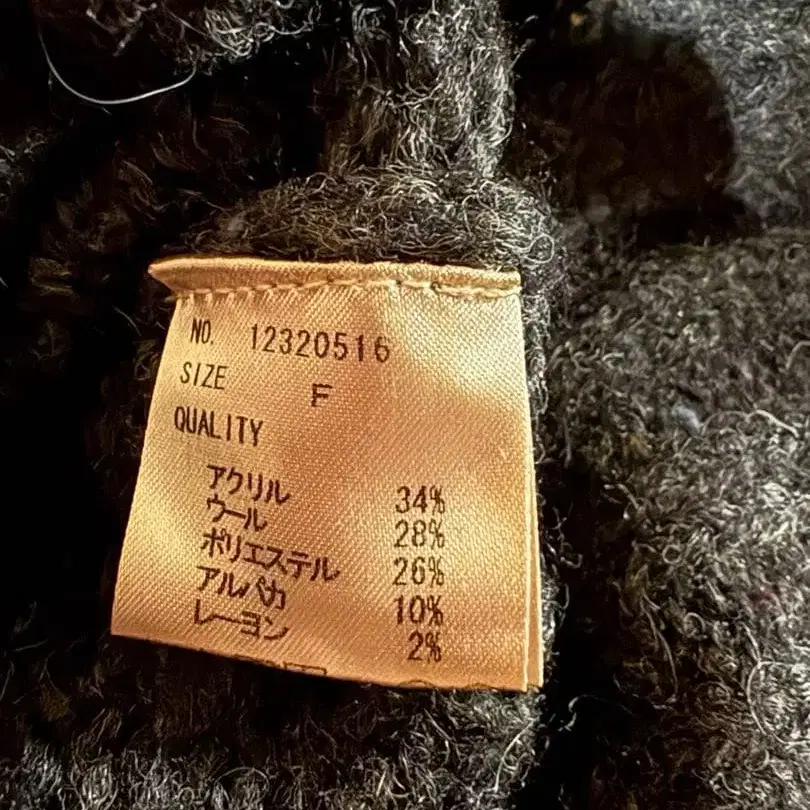 NO. 12320516
SIZE F
QUALITY
アクリル 34%
ウール 28%
ポリエステル 26%
アルパカ 10%
レーヨン 2%